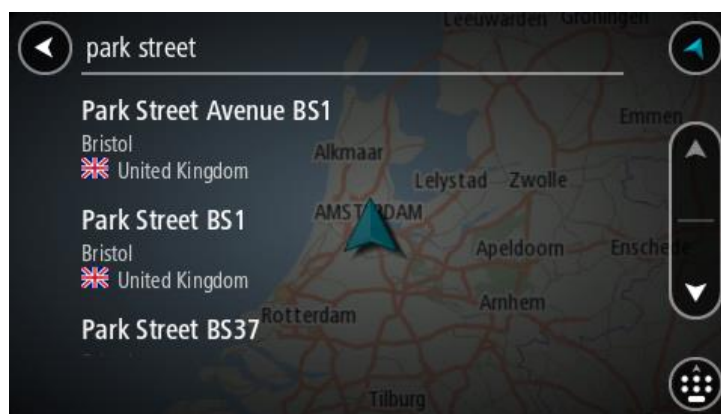 Leeuwarden Groningen
park street
Park Street Avenue BS1
Bristol
United Kingdom
Emmen
Alkmaar
Lelystad
Zwolle
Park Street BS1
Bristol
United Kingdom
AMSTERDAM
Apeldoorn
Enschede
Arnhem
Rotterdam
Park Street BS37
Tilburg